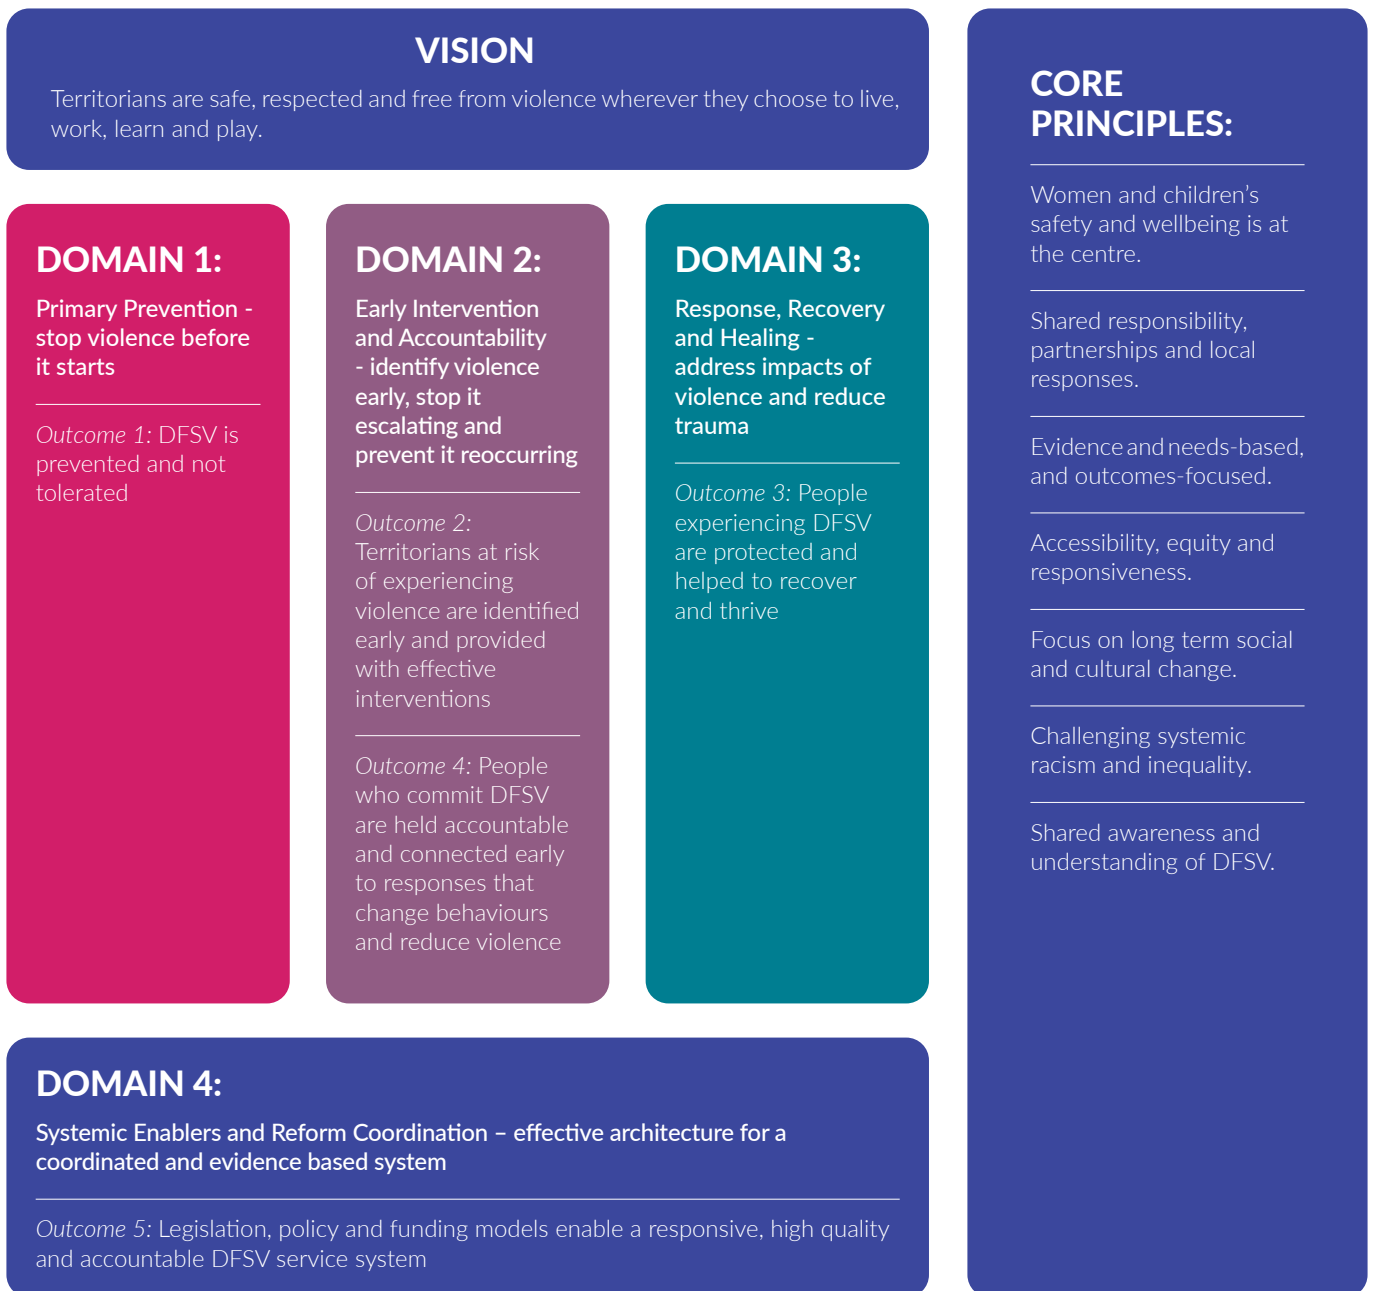 VISION
Territorians are safe, respected and free from violence wherever they choose to live,
work, learn and play.
DOMAIN 1:
Primary Prevention -
stop violence before
it starts
Outcome 1: DFSV is
prevented and not
tolerated
DOMAIN 2:
Early Intervention
and Accountability
- identify violence
early, stop it
escalating and
prevent it reoccurring
Outcome 2:
Territorians at risk
of experiencing
violence are identified
early and provided
with effective
interventions
Outcome 4: People
who commit DFSV
are held accountable
and connected early
to responses that
change behaviours
and reduce violence
DOMAIN 3:
Response, Recovery
and Healing -
address impacts of
violence and reduce
trauma
Outcome 3: People
experiencing DFSV
are protected and
helped to recover
and thrive
DOMAIN 4:
Systemic Enablers and Reform Coordination – effective architecture for a
coordinated and evidence based system
Outcome 5: Legislation, policy and funding models enable a responsive, high quality
and accountable DFSV service system
CORE
PRINCIPLES:
Women and children’s
safety and wellbeing is at
the centre.
Shared responsibility,
partnerships and local
responses.
Evidence and needs-based,
and outcomes-focused.
Accessibility, equity and
responsiveness.
Focus on long term social
and cultural change.
Challenging systemic
racism and inequality.
Shared awareness and
understanding of DFSV.